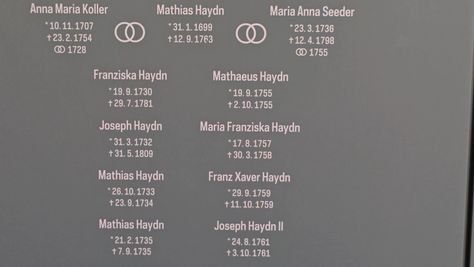 Anna Maria Koller
* 10. 11. 1707
† 23. 2. 1754
⚭ 1728
Mathias Haydn
* 31. 1. 1699
† 12. 9. 1763
Maria Anna Seeder
* 23. 3. 1736
† 12. 4. 1798
⚭ 1755
Franziska Haydn
* 19. 9. 1730
† 29. 7. 1781
Mathaeus Haydn
* 19. 9. 1755
† 2. 10. 1755
Joseph Haydn
* 31. 3. 1732
† 31. 5. 1809
Maria Franziska Haydn
* 17. 8. 1757
† 30. 3. 1758
Mathias Haydn
* 26. 10. 1733
† 23. 9. 1734
Franz Xaver Haydn
* 29. 9. 1759
† 11. 10. 1759
Mathias Haydn
* 21. 2. 1735
† 7. 9. 1735
Joseph Haydn II
* 24. 8. 1761
† 3. 10. 1761